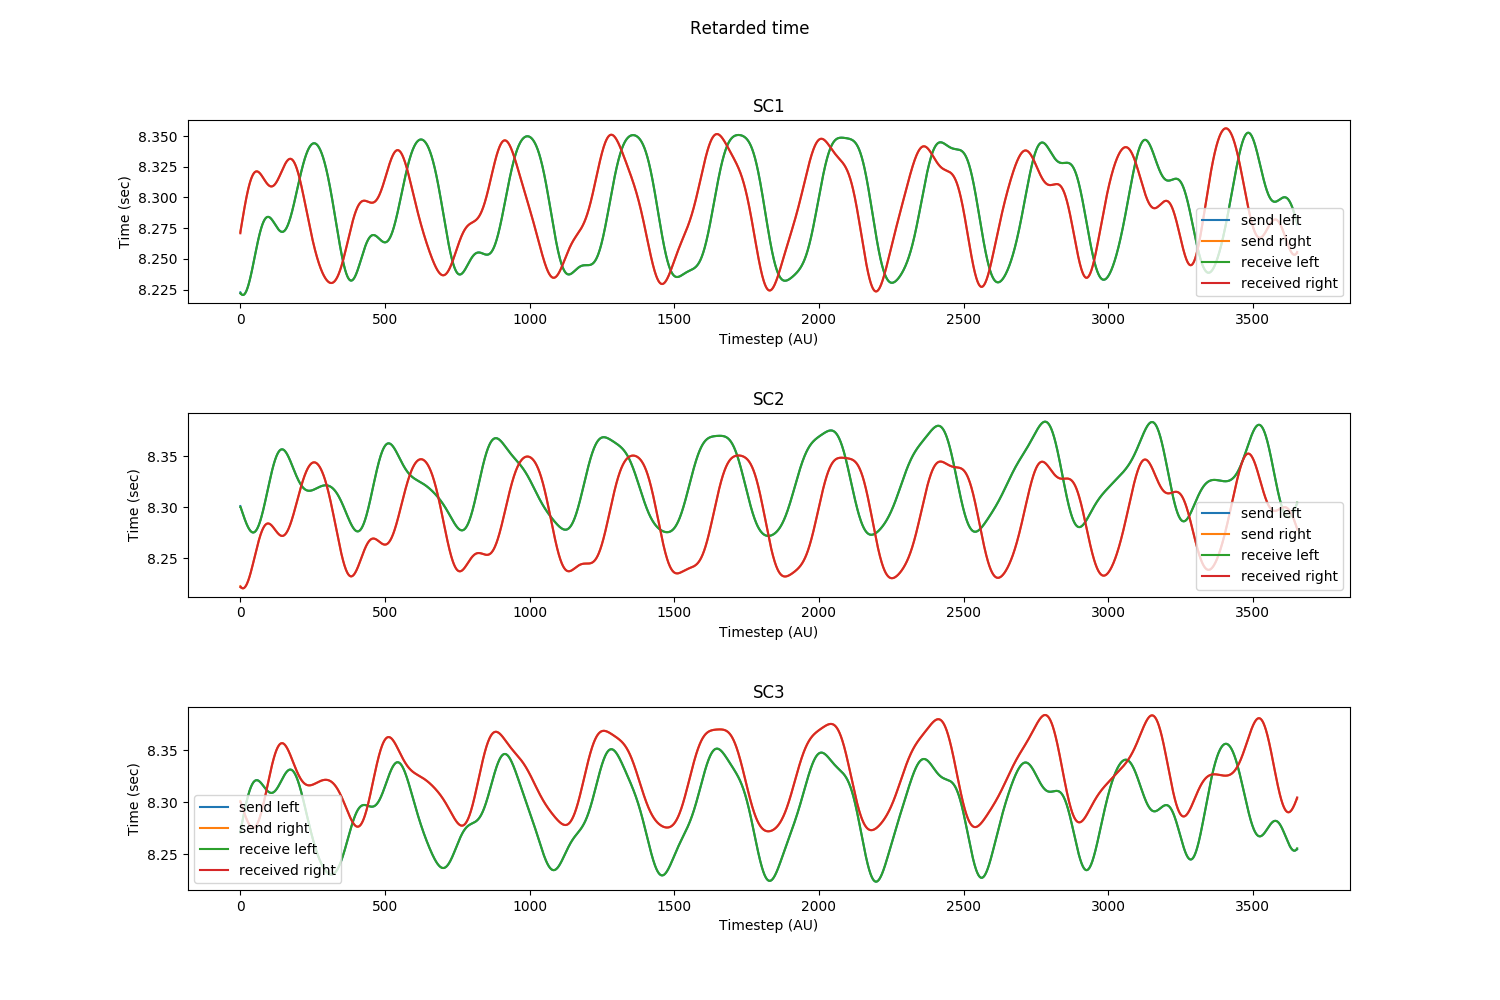 Retarded time
SC1
Time (sec)
8.350
8.325
8.300
8.275
8.250
8.225
send left
send right
receive left
received right
0 500 1000 1500 2000 2500 3000 3500
Timestep (AU)
SC2
Time (sec)
8.35
8.30
8.25
send left
send right
receive left
received right
0 500 1000 1500 2000 2500 3000 3500
Timestep (AU)
SC3
Time (sec)
8.35
8.30
8.25
send left
send right
receive left
received right
0 500 1000 1500 2000 2500 3000 3500
Timestep (AU)